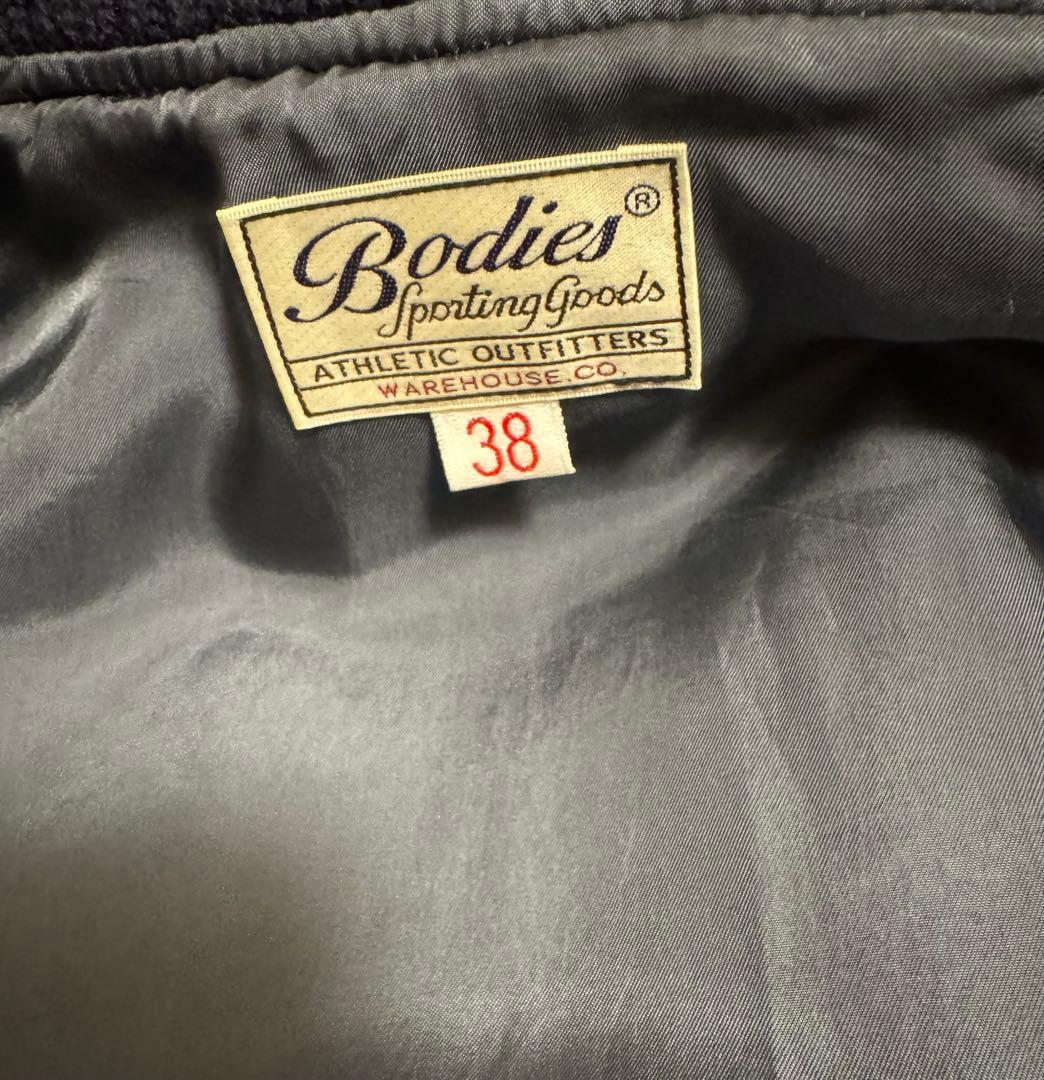 Bodies®
Sporting Goods
ATHLETIC OUTFITTERS
WAREHOUSE.CO.
38